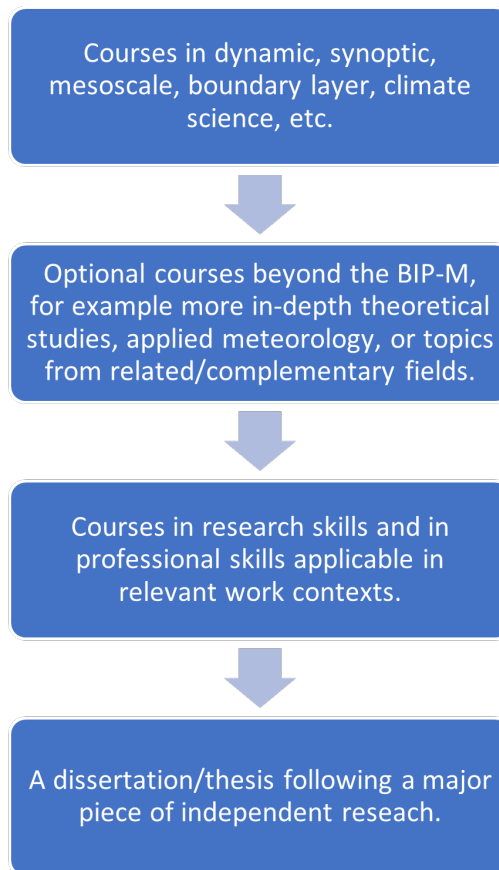 Courses in dynamic, synoptic,
mesoscale, boundary layer, climate
science, etc.
Optional courses beyond the BIP-M,
for example more in-depth theoretical
studies, applied meteorology, or topics
from related/complementary fields.
Courses in research skills and in
professional skills applicable in
relevant work contexts.
A dissertation/thesis following a major
piece of independent reseach.